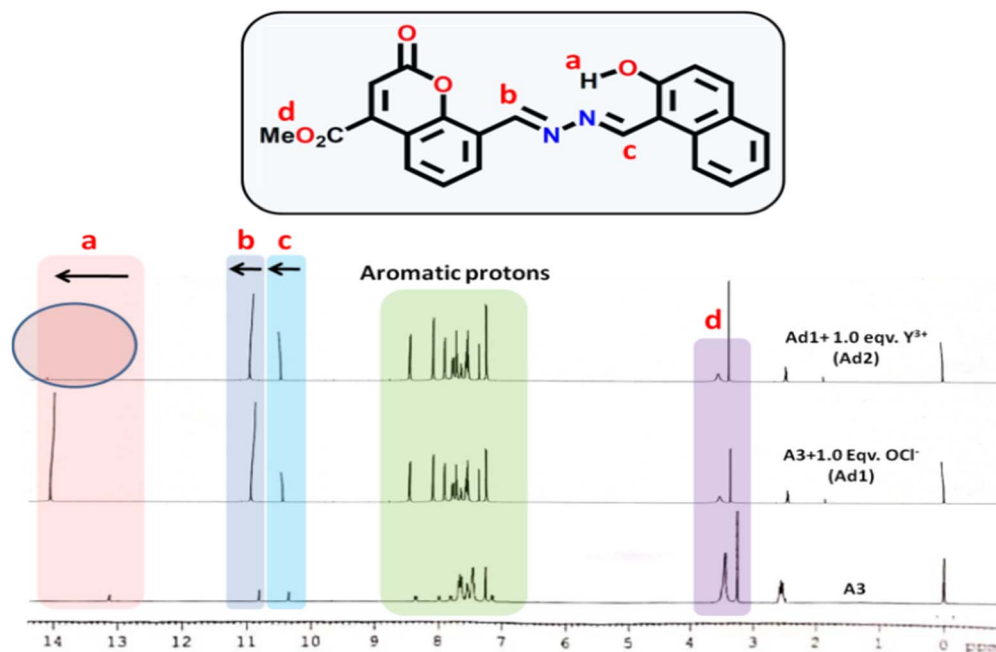 O
a
H
O
O
b
N
N
d
MeO₂C
c
a
b
c
Aromatic protons
d
Ad1+ 1.0 eqv. Y³⁺
(Ad2)
A3+1.0 Eqv. OCl⁻
(Ad1)
A3
14 13 12 11 10 9 8 7 6 5 4 3 2 1 0 ppm